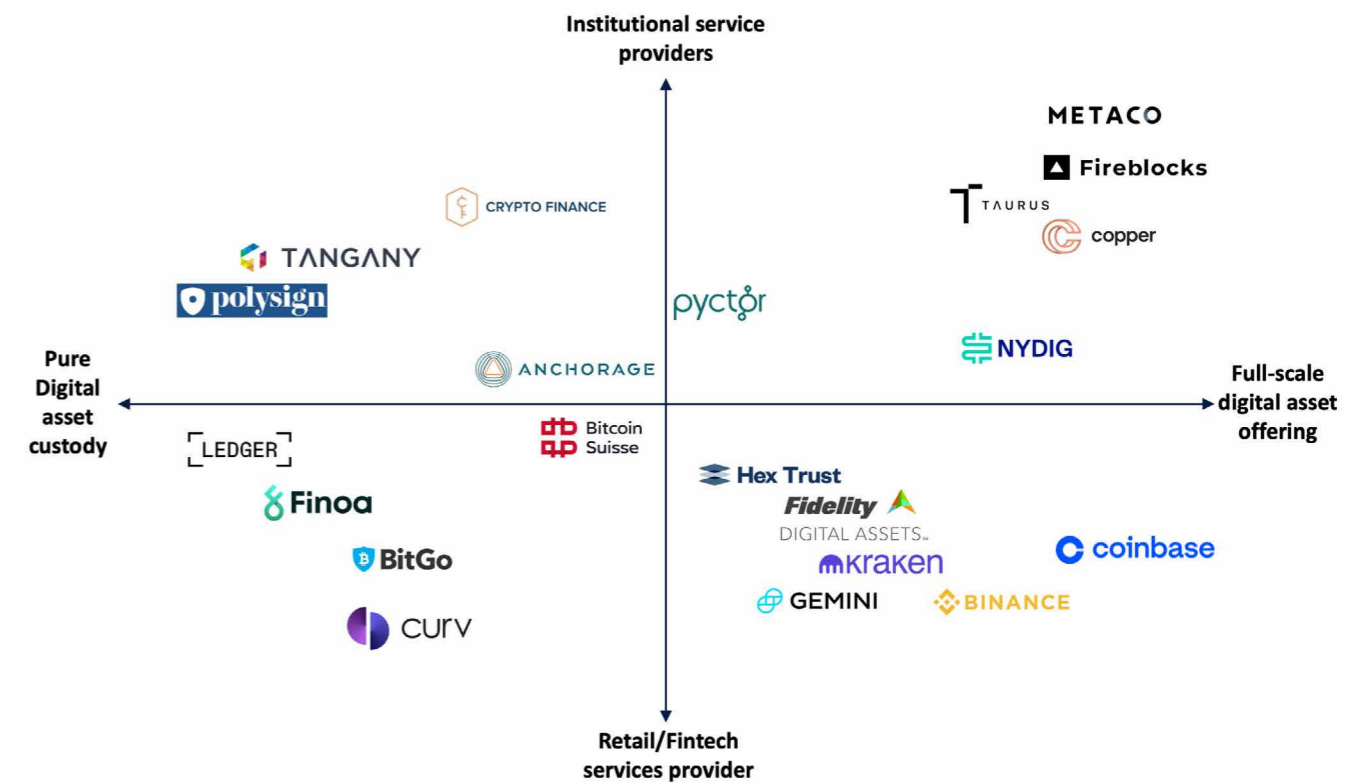 Institutional service
providers
METACO
Fireblocks
TAURUS
CRYPTO FINANCE
copper
TANGANY
polysign
pyctor
NYDIG
ANCHORAGE
Pure
Digital
asset
custody
Full-scale
digital asset
offering
Bitcoin
Suisse
LEDGER
Hex Trust
Finoa
Fidelity
DIGITAL ASSETS
coinbase
BitGo
kraken
GEMINI
BINANCE
curv
Retail/Fintech
services provider